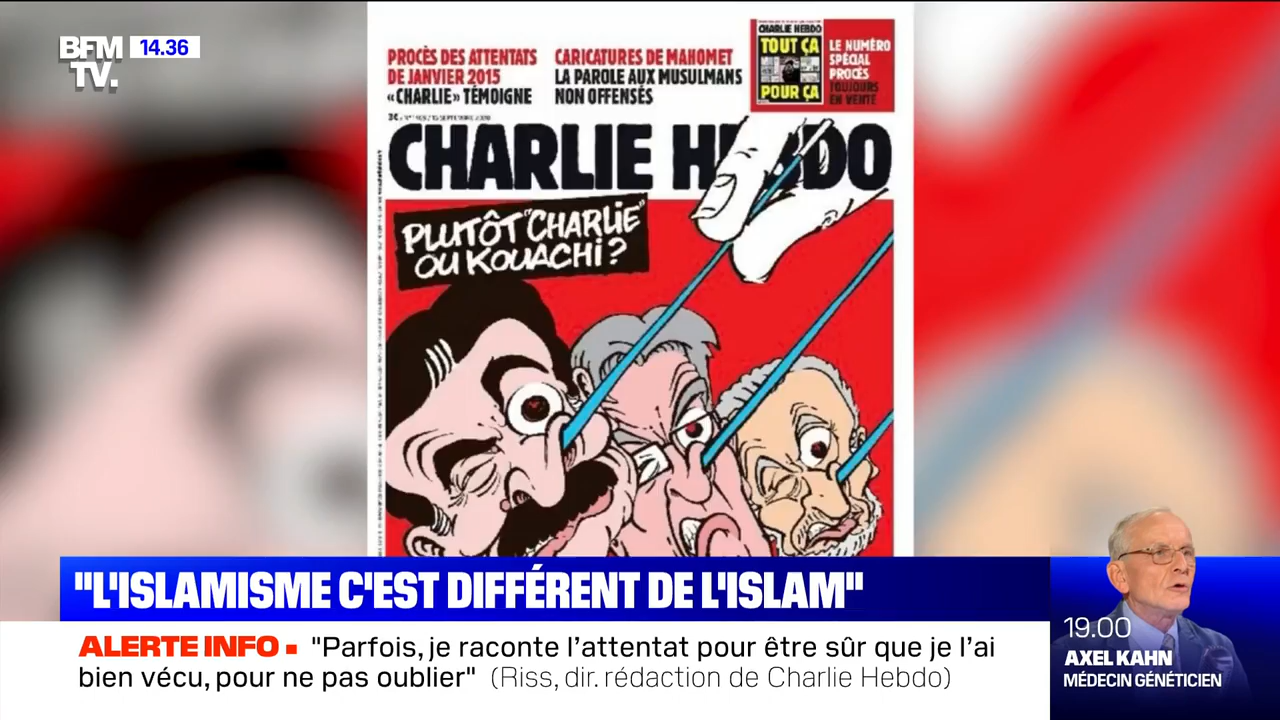 BFM
TV.
14.36
PROCÈS DES ATTENTATS
DE JANVIER 2015
«CHARLIE» TÉMOIGNE
CARICATURES DE MAHOMET
LA PAROLE AUX MUSULMANS
NON OFFENSÉS
CHARLIE HEBDO
TOUT ÇA
POUR ÇA
LE NUMÉRO
SPÉCIAL
PROCÈS
TOUJOURS
EN VENTE
CHARLIE HEBDO
PLUTÔT "CHARLIE"
OU KOUACHI ?
"L'ISLAMISME C'EST DIFFÉRENT DE L'ISLAM"
ALERTE INFO "Parfois, je raconte l'attentat pour être sûr que je l'ai
bien vécu, pour ne pas oublier" (Riss, dir. rédaction de Charlie Hebdo)
19.00
AXEL KAHN
MÉDECIN GÉNÉTICIEN